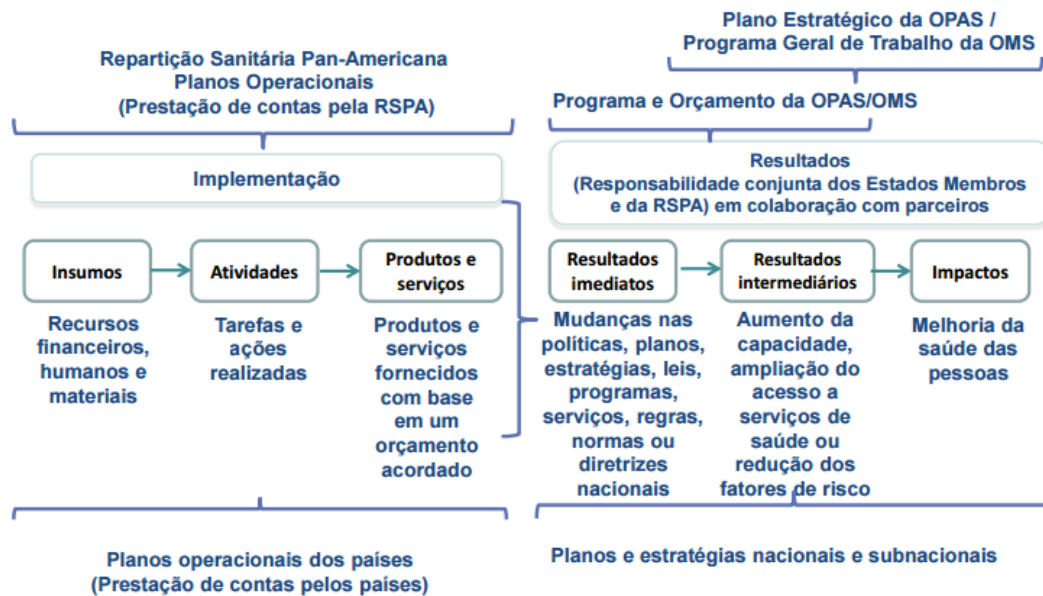 Plano Estratégico da OPAS /
Programa Geral de Trabalho da OMS
Repartição Sanitária Pan-Americana
Planos Operacionais
(Prestação de contas pela RSPA)
Programa e Orçamento da OPAS/OMS
Implementação
Resultados
(Responsabilidade conjunta dos Estados Membros
e da RSPA) em colaboração com parceiros
Insumos
Atividades
Produtos e
serviços
Resultados
imediatos
Resultados
intermediários
Impactos
Recursos
financeiros,
humanos e
materiais
Tarefas e
ações
realizadas
Produtos e
serviços
fornecidos
com base
em um
orçamento
acordado
Mudanças nas
políticas, planos,
estratégias, leis,
programas,
serviços, regras,
normas ou
diretrizes
nacionais
Aumento da
capacidade,
ampliação do
acesso a
serviços de
saúde ou
redução dos
fatores de risco
Melhoria da
saúde das
pessoas
Planos operacionais dos países
(Prestação de contas pelos países)
Planos e estratégias nacionais e subnacionais